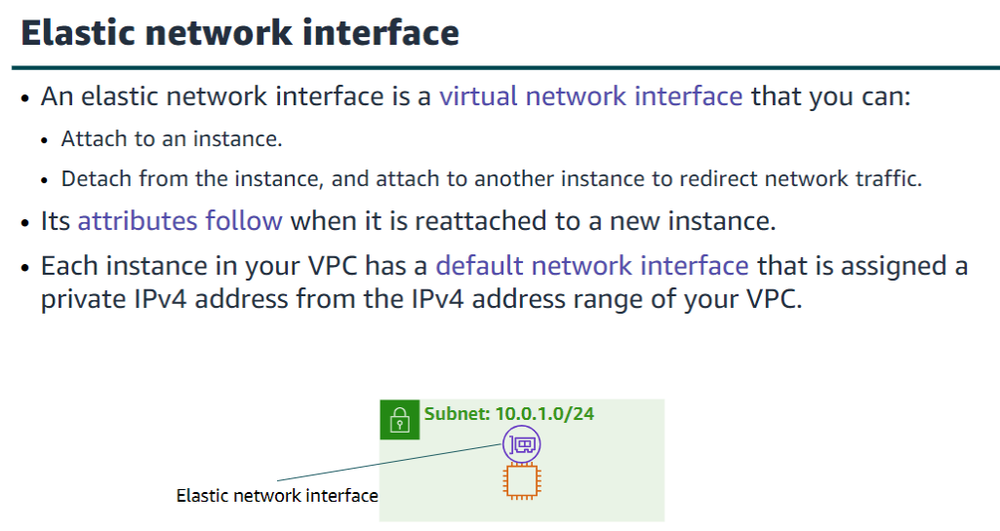 Elastic network interface
• An elastic network interface is a virtual network interface that you can:
• Attach to an instance.
• Detach from the instance, and attach to another instance to redirect network traffic.
• Its attributes follow when it is reattached to a new instance.
• Each instance in your VPC has a default network interface that is assigned a
private IPv4 address from the IPv4 address range of your VPC.
Subnet: 10.0.1.0/24
Elastic network interface